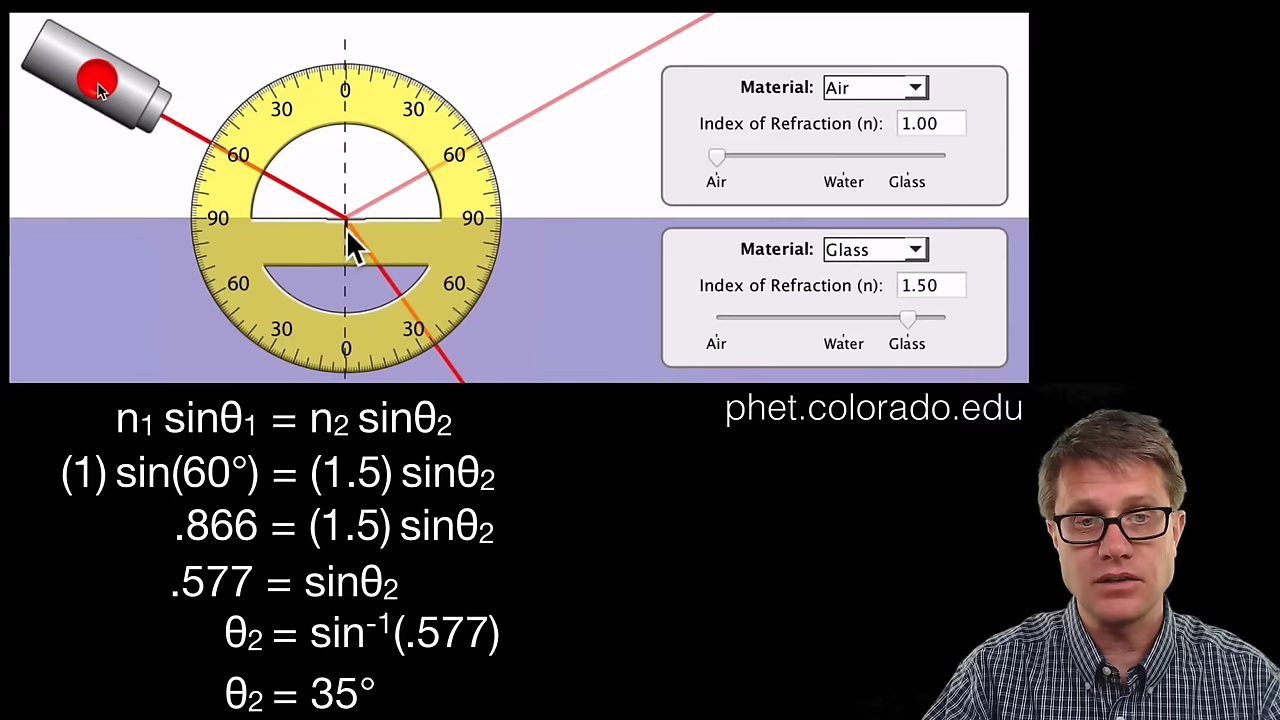 0
30 30
60 60
90 90
60 60
30 30
0
Material: Air
Index of Refraction (n): 1.00
Air Water Glass
Material: Glass
Index of Refraction (n): 1.50
Air Water Glass
phet.colorado.edu
n₁ sinθ₁ = n₂ sinθ₂
(1) sin(60°) = (1.5) sinθ₂
.866 = (1.5) sinθ₂
.577 = sinθ₂
θ₂ = sin⁻¹(.577)
θ₂ = 35°